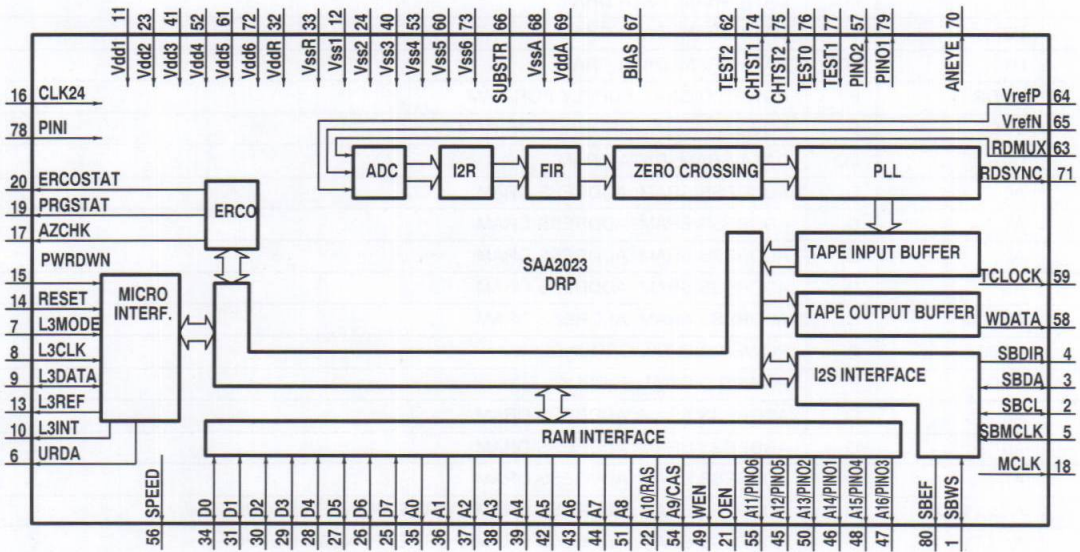 11 Vdd1
23 Vdd2
41 Vdd3
52 Vdd4
61 Vdd5
72 Vdd6
32 VddR
33 VssR
12 Vss1
24 Vss2
40 Vss3
53 Vss4
60 Vss5
73 Vss6
66 SUBSTR
68 VssA
69 VddA
67 BIAS
62 TEST2
74 CHTST1
75 CHTST2
76 TEST0
77 TEST1
57 PINO2
79 PINO1
70 ANEYE
16 CLK24
78 PINI
20 ERCOSTAT
19 PRGSTAT
17 AZCHK
PWRDWN
15
14 RESET
7 L3MODE
8 L3CLK
9 L3DATA
13 L3REF
10 L3INT
6 URDA
ERCO
MICRO
INTERF.
ADC
I2R
FIR
ZERO CROSSING
PLL
SAA2023
DRP
TAPE INPUT BUFFER
TAPE OUTPUT BUFFER
I2S INTERFACE
RAM INTERFACE
VrefP 64
VrefN 65
RDMUX 63
RDSYNC 71
TCLOCK 59
WDATA 58
SBDIR 4
SBDA 3
SBCL 2
SBMCLK 5
MCLK 18
56 SPEED
34 D0
31 D1
30 D2
29 D3
28 D4
27 D5
26 D6
25 D7
35 A0
36 A1
37 A2
38 A3
39 A4
42 A5
43 A6
44 A7
51 A8
22 A10/RAS
54 A9/CAS
49 WEN
21 OEN
55 A11/PINO6
45 A12/PINO5
50 A13/PINO2
46 A14/PINO1
48 A15/PINO4
47 A16/PINO3
80 SBEF
1 SBWS